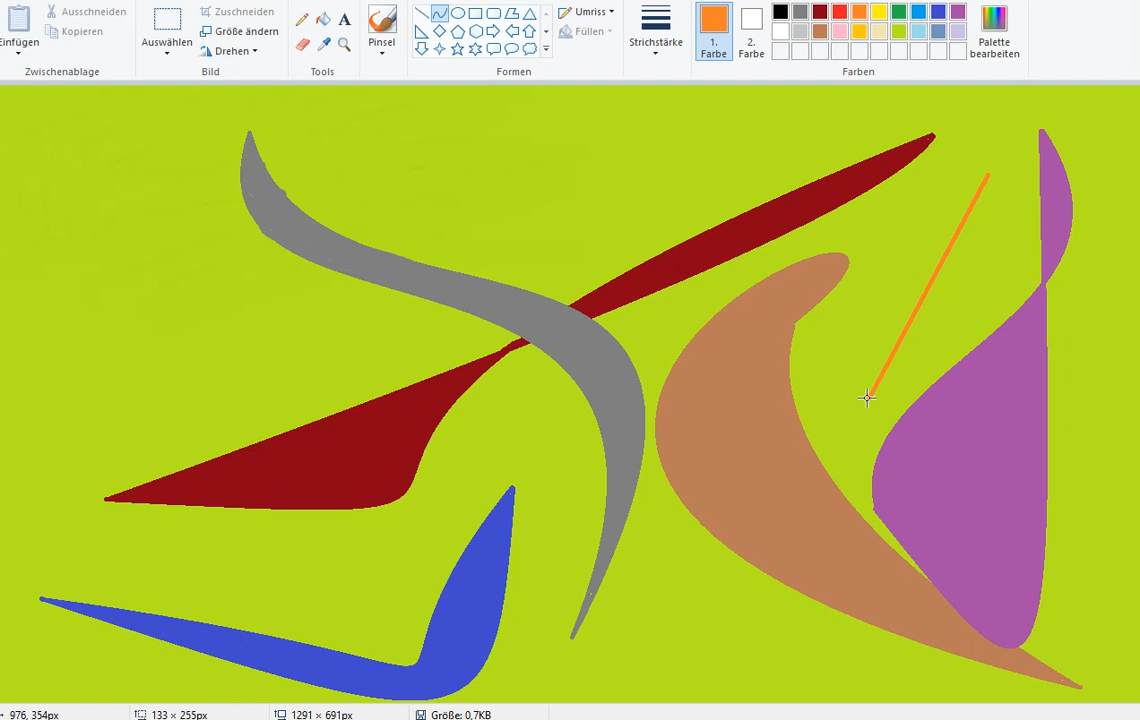 Einfügen
Ausschneiden
Kopieren
Zwischenablage
Auswählen
Zuschneiden
Größe ändern
Drehen
Bild
A
Tools
Pinsel
Umriss
Füllen
Formen
Strichstärke
1.
Farbe
2.
Farbe
Palette
bearbeiten
Farben
976, 354px
133 × 255px
1291 × 691px
Größe: 0,7KB